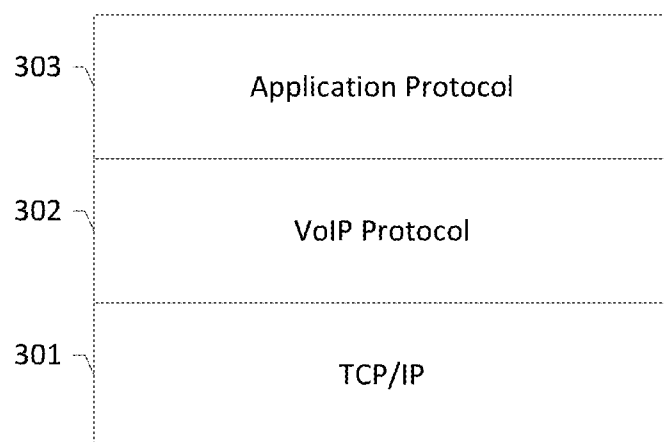 303
Application Protocol
302
VoIP Protocol
301
TCP/IP